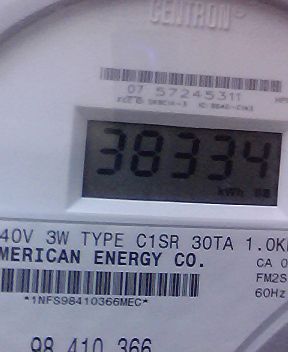 CENTRON®
07 57245311
38334
kWh
40V 3W TYPE C1SR 30TA 1.0K
MERICAN ENERGY CO.
CA 0
FM2S
60Hz
*1NFS98410366MEC*
98 410 366